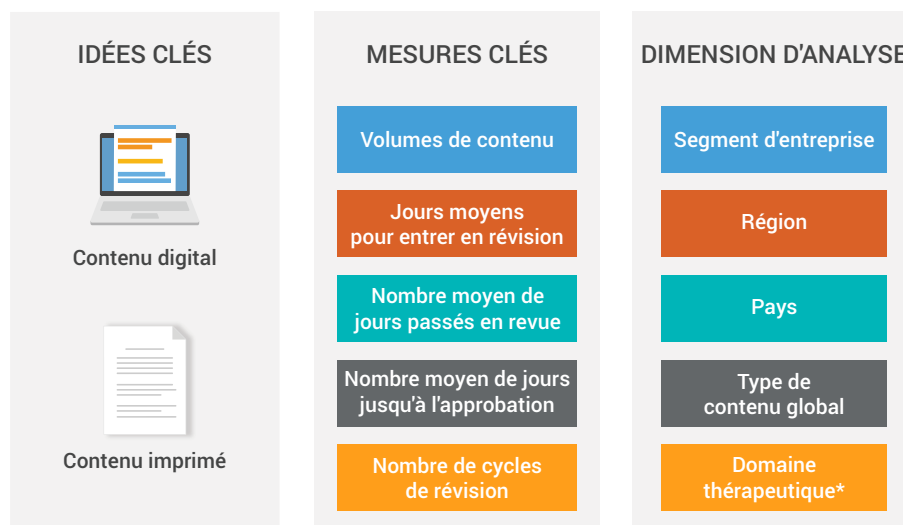 IDÉES CLÉS
Contenu digital
Contenu imprimé
MESURES CLÉS
Volumes de contenu
Jours moyens
pour entrer en révision
Nombre moyen de
jours passés en revue
Nombre moyen de jours
jusqu'à l'approbation
Nombre de cycles
de révision
DIMENSION D'ANALYSE
Segment d'entreprise
Région
Pays
Type de
contenu global
Domaine
thérapeutique*